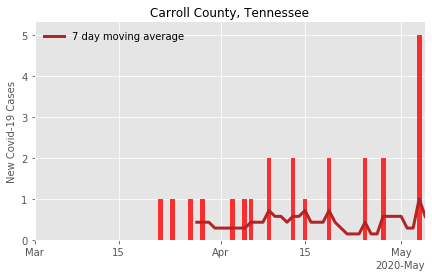 Carroll County, Tennessee
7 day moving average
New Covid-19 Cases
5
4
3
2
1
0
Mar
15
Apr
15
May
2020-May